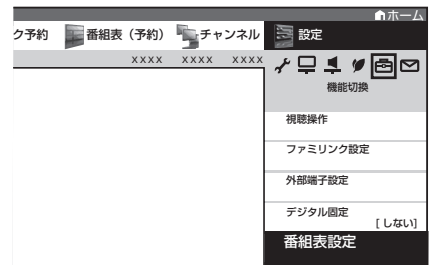 ホーム
ク予約 番組表（予約） チャンネル 設定
XXXX XXXX XXXX
機能切換
視聴操作
ファミリンク設定
外部端子設定
デジタル固定
［しない］
番組表設定